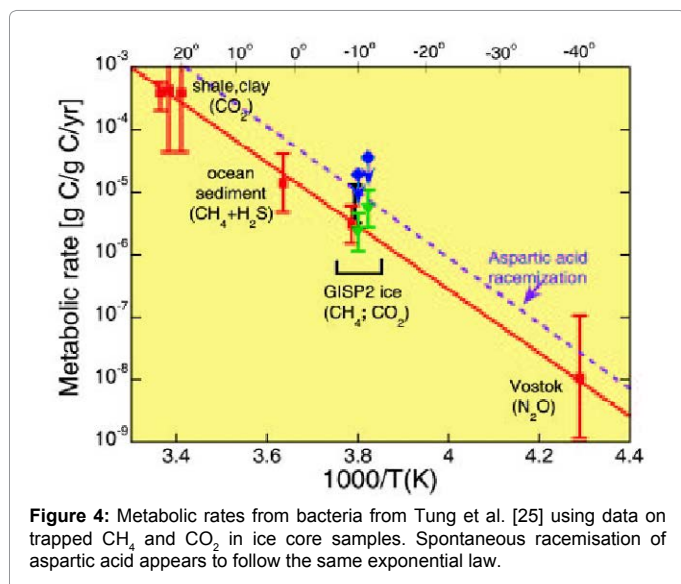 20° 10° 0° -10° -20° -30° -40°
10⁻³
10⁻⁴
10⁻⁵
10⁻⁶
10⁻⁷
10⁻⁸
10⁻⁹
Metabolic rate [g C/g C/yr]
shale,clay
(CO₂)
ocean
sediment
(CH₄+H₂S)
GISP2 ice
(CH₄; CO₂)
Aspartic acid
racemization
Vostok
(N₂O)
3.4 3.6 3.8 4 4.2 4.4
1000/T(K)
Figure 4: Metabolic rates from bacteria from Tung et al. [25] using data on
trapped CH₄ and CO₂ in ice core samples. Spontaneous racemisation of
aspartic acid appears to follow the same exponential law.